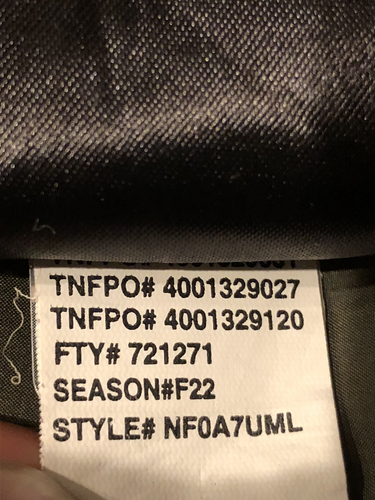 TNFPO# 4001329027
TNFPO# 4001329120
FTY# 721271
SEASON#F22
STYLE# NF0A7UML